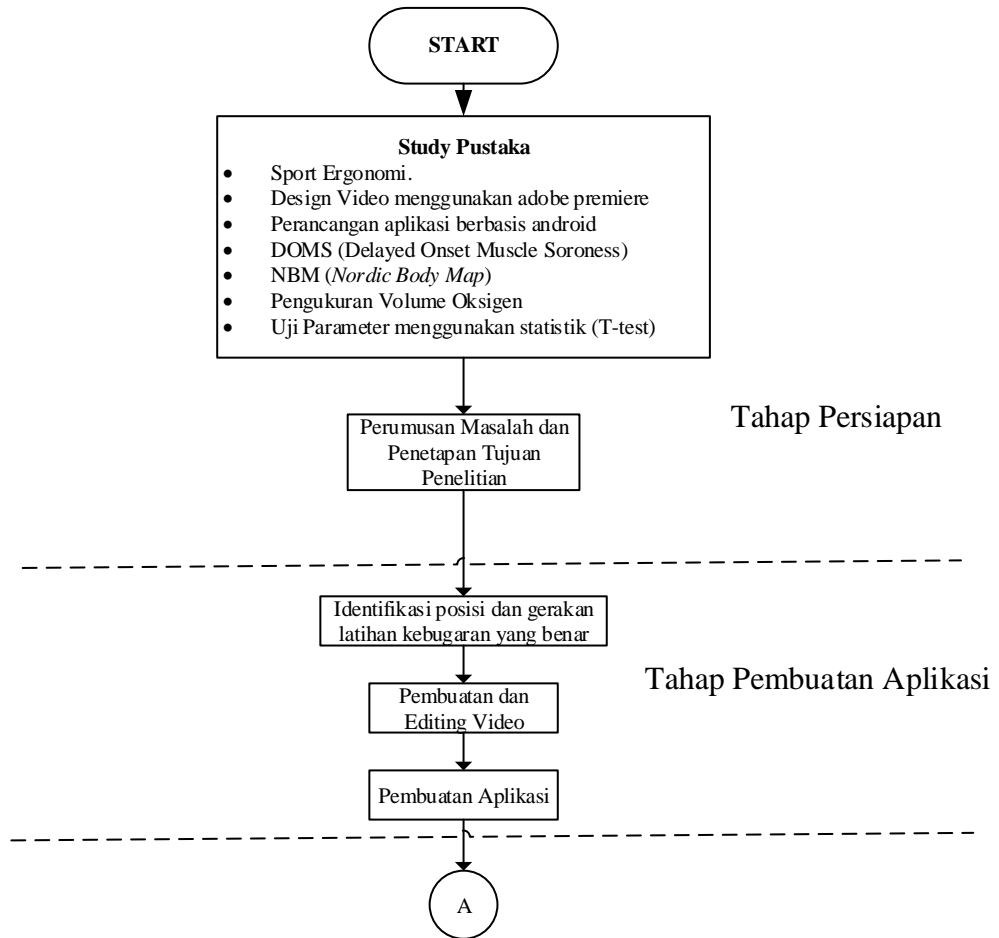 START
Study Pustaka
• Sport Ergonomi.
• Design Video menggunakan adobe premiere
• Perancangan aplikasi berbasis android
• DOMS (Delayed Onset Muscle Soroness)
• NBM (Nordic Body Map)
• Pengukuran Volume Oksigen
• Uji Parameter menggunakan statistik (T-test)
Perumusan Masalah dan
Penetapan Tujuan
Penelitian
Tahap Persiapan
Identifikasi posisi dan gerakan
latihan kebugaran yang benar
Pembuatan dan
Editing Video
Tahap Pembuatan Aplikasi
Pembuatan Aplikasi
A